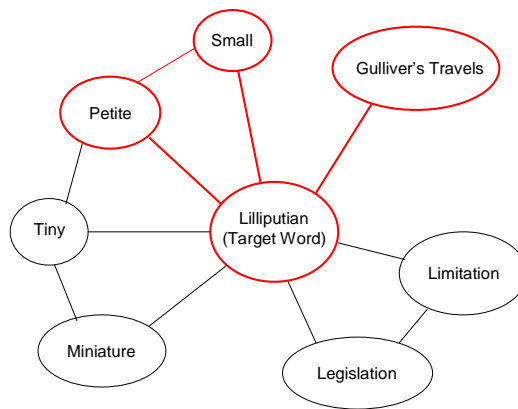 Small
Gulliver's Travels
Petite
Lilliputian
(Target Word)
Tiny
Limitation
Miniature
Legislation